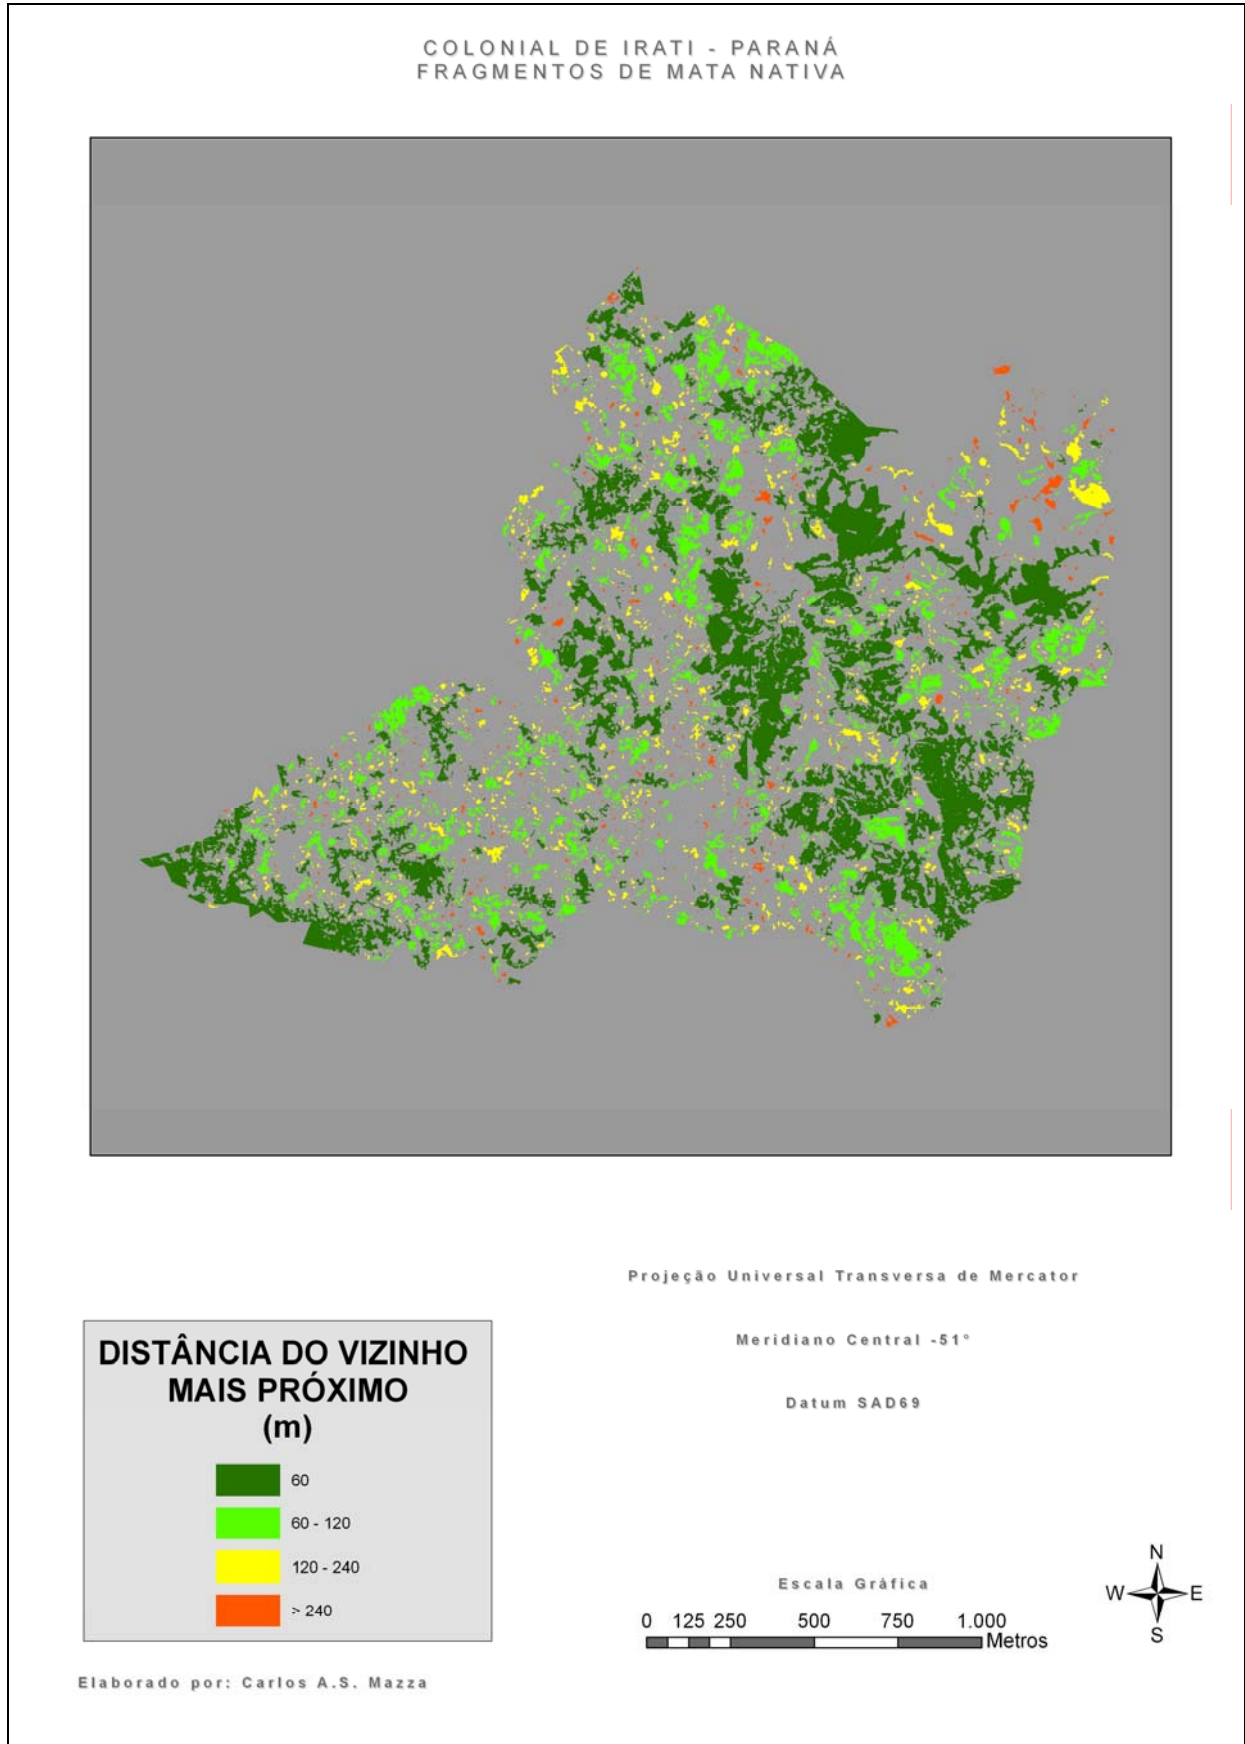 COLONIAL DE IRATI - PARANÁ
FRAGMENTOS DE MATA NATIVA
Projeção Universal Transversa de Mercator
Meridiano Central -51°
Datum SAD69
DISTÂNCIA DO VIZINHO
MAIS PRÓXIMO
(m)
60
60 - 120
120 - 240
> 240
Escala Gráfica
0 125 250 500 750 1.000
Metros
N
W E
S
Elaborado por: Carlos A.S. Mazza